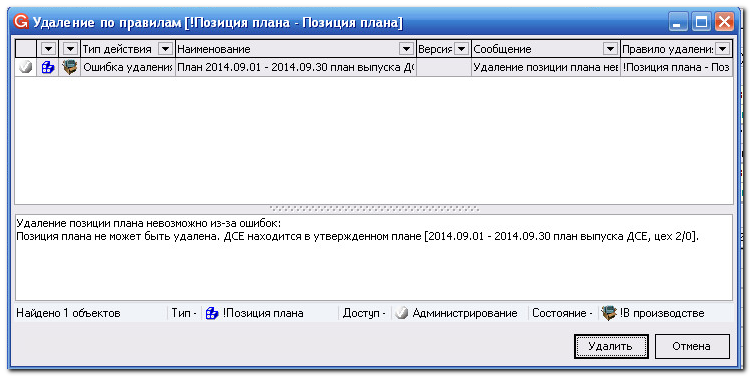 Удаление по правилам [!Позиция плана - Позиция плана]
Тип действия Наименование Версия Сообщение Правило удаления
Ошибка удаления План 2014.09.01 - 2014.09.30 план выпуска ДС Удаление позиции плана нев !Позиция плана - Поз
Удаление позиции плана невозможно из-за ошибок:
Позиция плана не может быть удалена. ДСЕ находится в утвержденном плане [2014.09.01 - 2014.09.30 план выпуска ДСЕ, цех 2/0].
Найдено 1 объектов Тип - !Позиция плана Доступ - Администрирование Состояние - !В производстве
Удалить Отмена